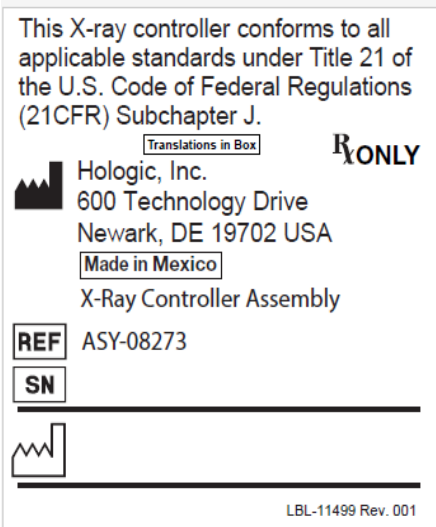 This X-ray controller conforms to all
applicable standards under Title 21 of
the U.S. Code of Federal Regulations
(21CFR) Subchapter J.
Translations in Box
Rx ONLY
Hologic, Inc.
600 Technology Drive
Newark, DE 19702 USA
Made in Mexico
X-Ray Controller Assembly
REF ASY-08273
SN
LBL-11499 Rev. 001